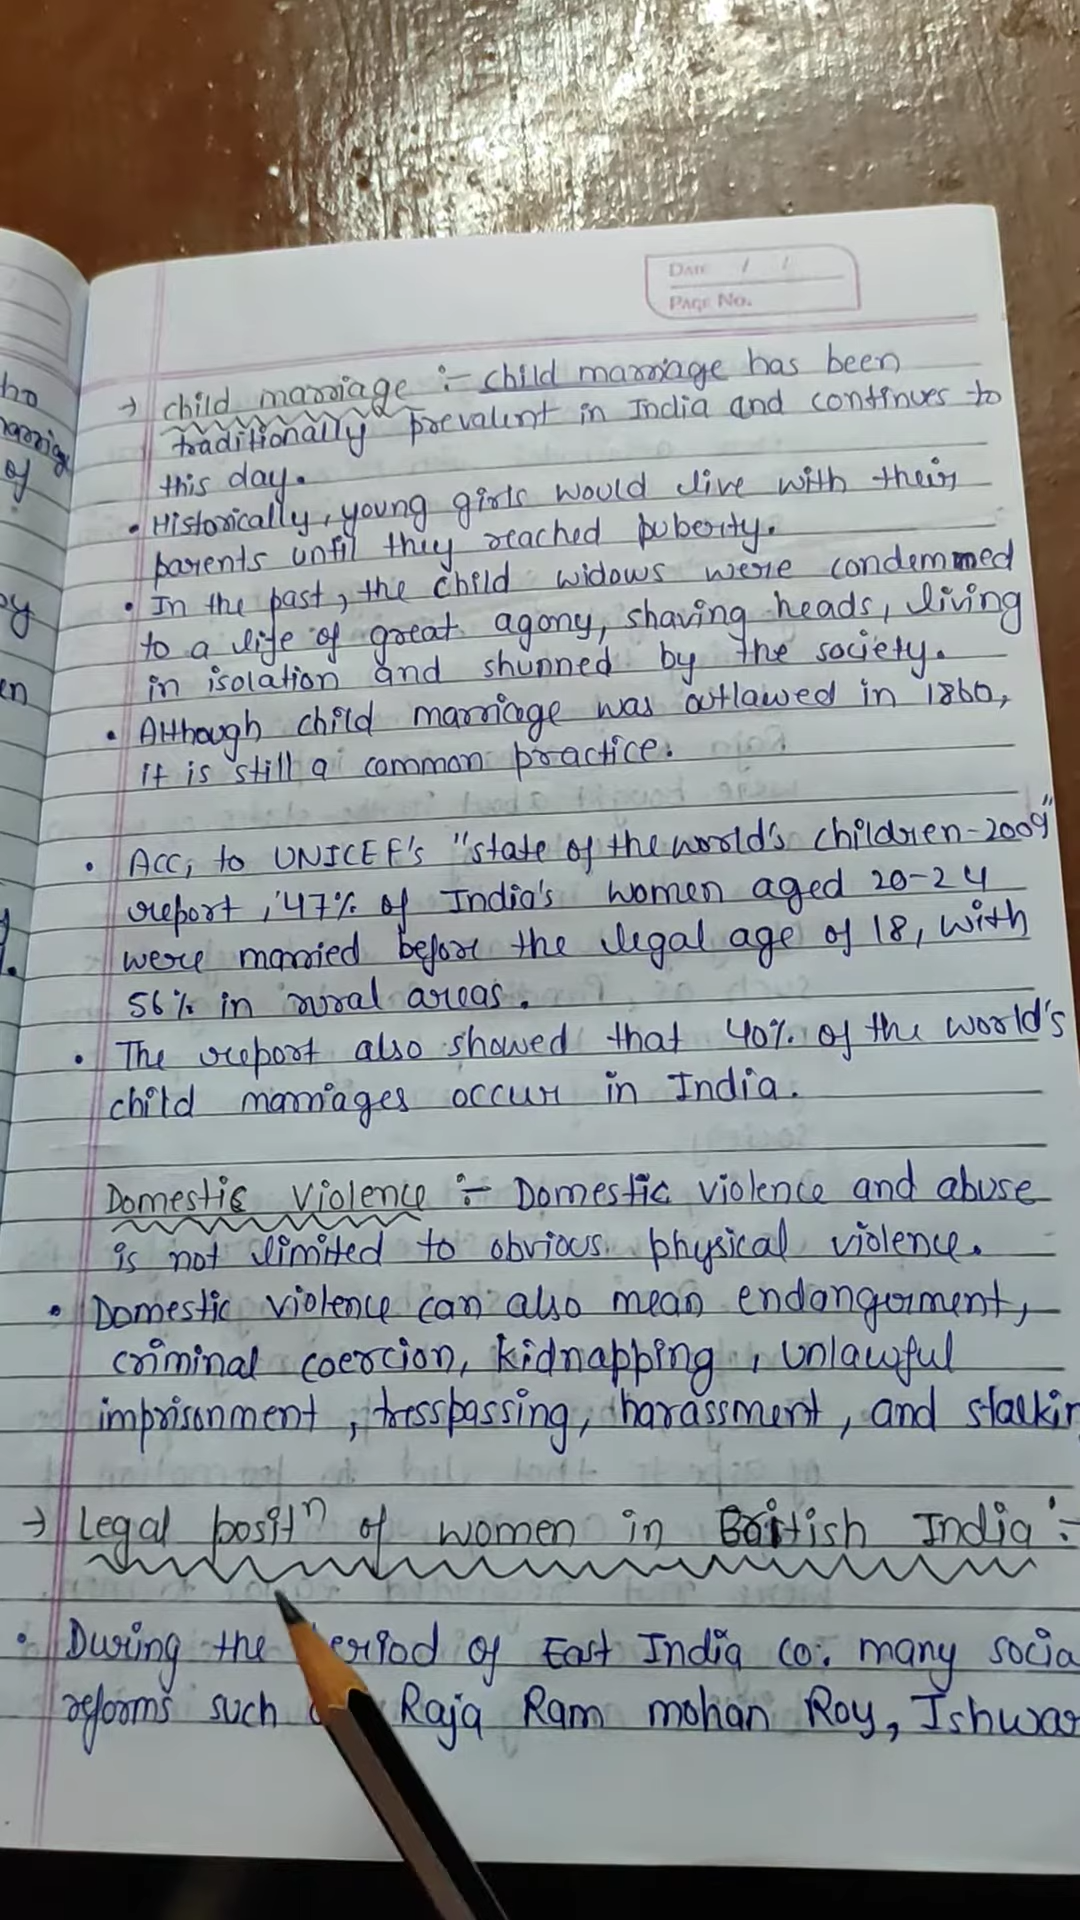 Date / /
Page No.
ho
of
by
en
→ child marriage :- child marriage has been
traditionally prevalent in India and continues to
this day.
• Historically, young girls would live with their
parents until they reached puberty.
• In the past, the child widows were condemmed
to a life of great agony, shaving heads, living
in isolation and shunned by the society.
• Although child marriage was outlawed in 1860,
it is still a common practice.
• Acc, to UNICEF's "state of the world's children-2009"
report, 47% of India's women aged 20-24
were married before the legal age of 18, with
56% in rural areas.
• The report also showed that 40% of the world's
child marriages occur in India.
Domestic Violence :- Domestic violence and abuse
is not limited to obvious physical violence.
• Domestic violence can also mean endangerment,
criminal coercion, kidnapping, unlawful
imprisonment, tresspassing, harassment, and stalkin
→ Legal positⁿ of women in British India :-
• During the eriod of East India co. many socia
reforms such Raja Ram mohan Roy, Ishwar